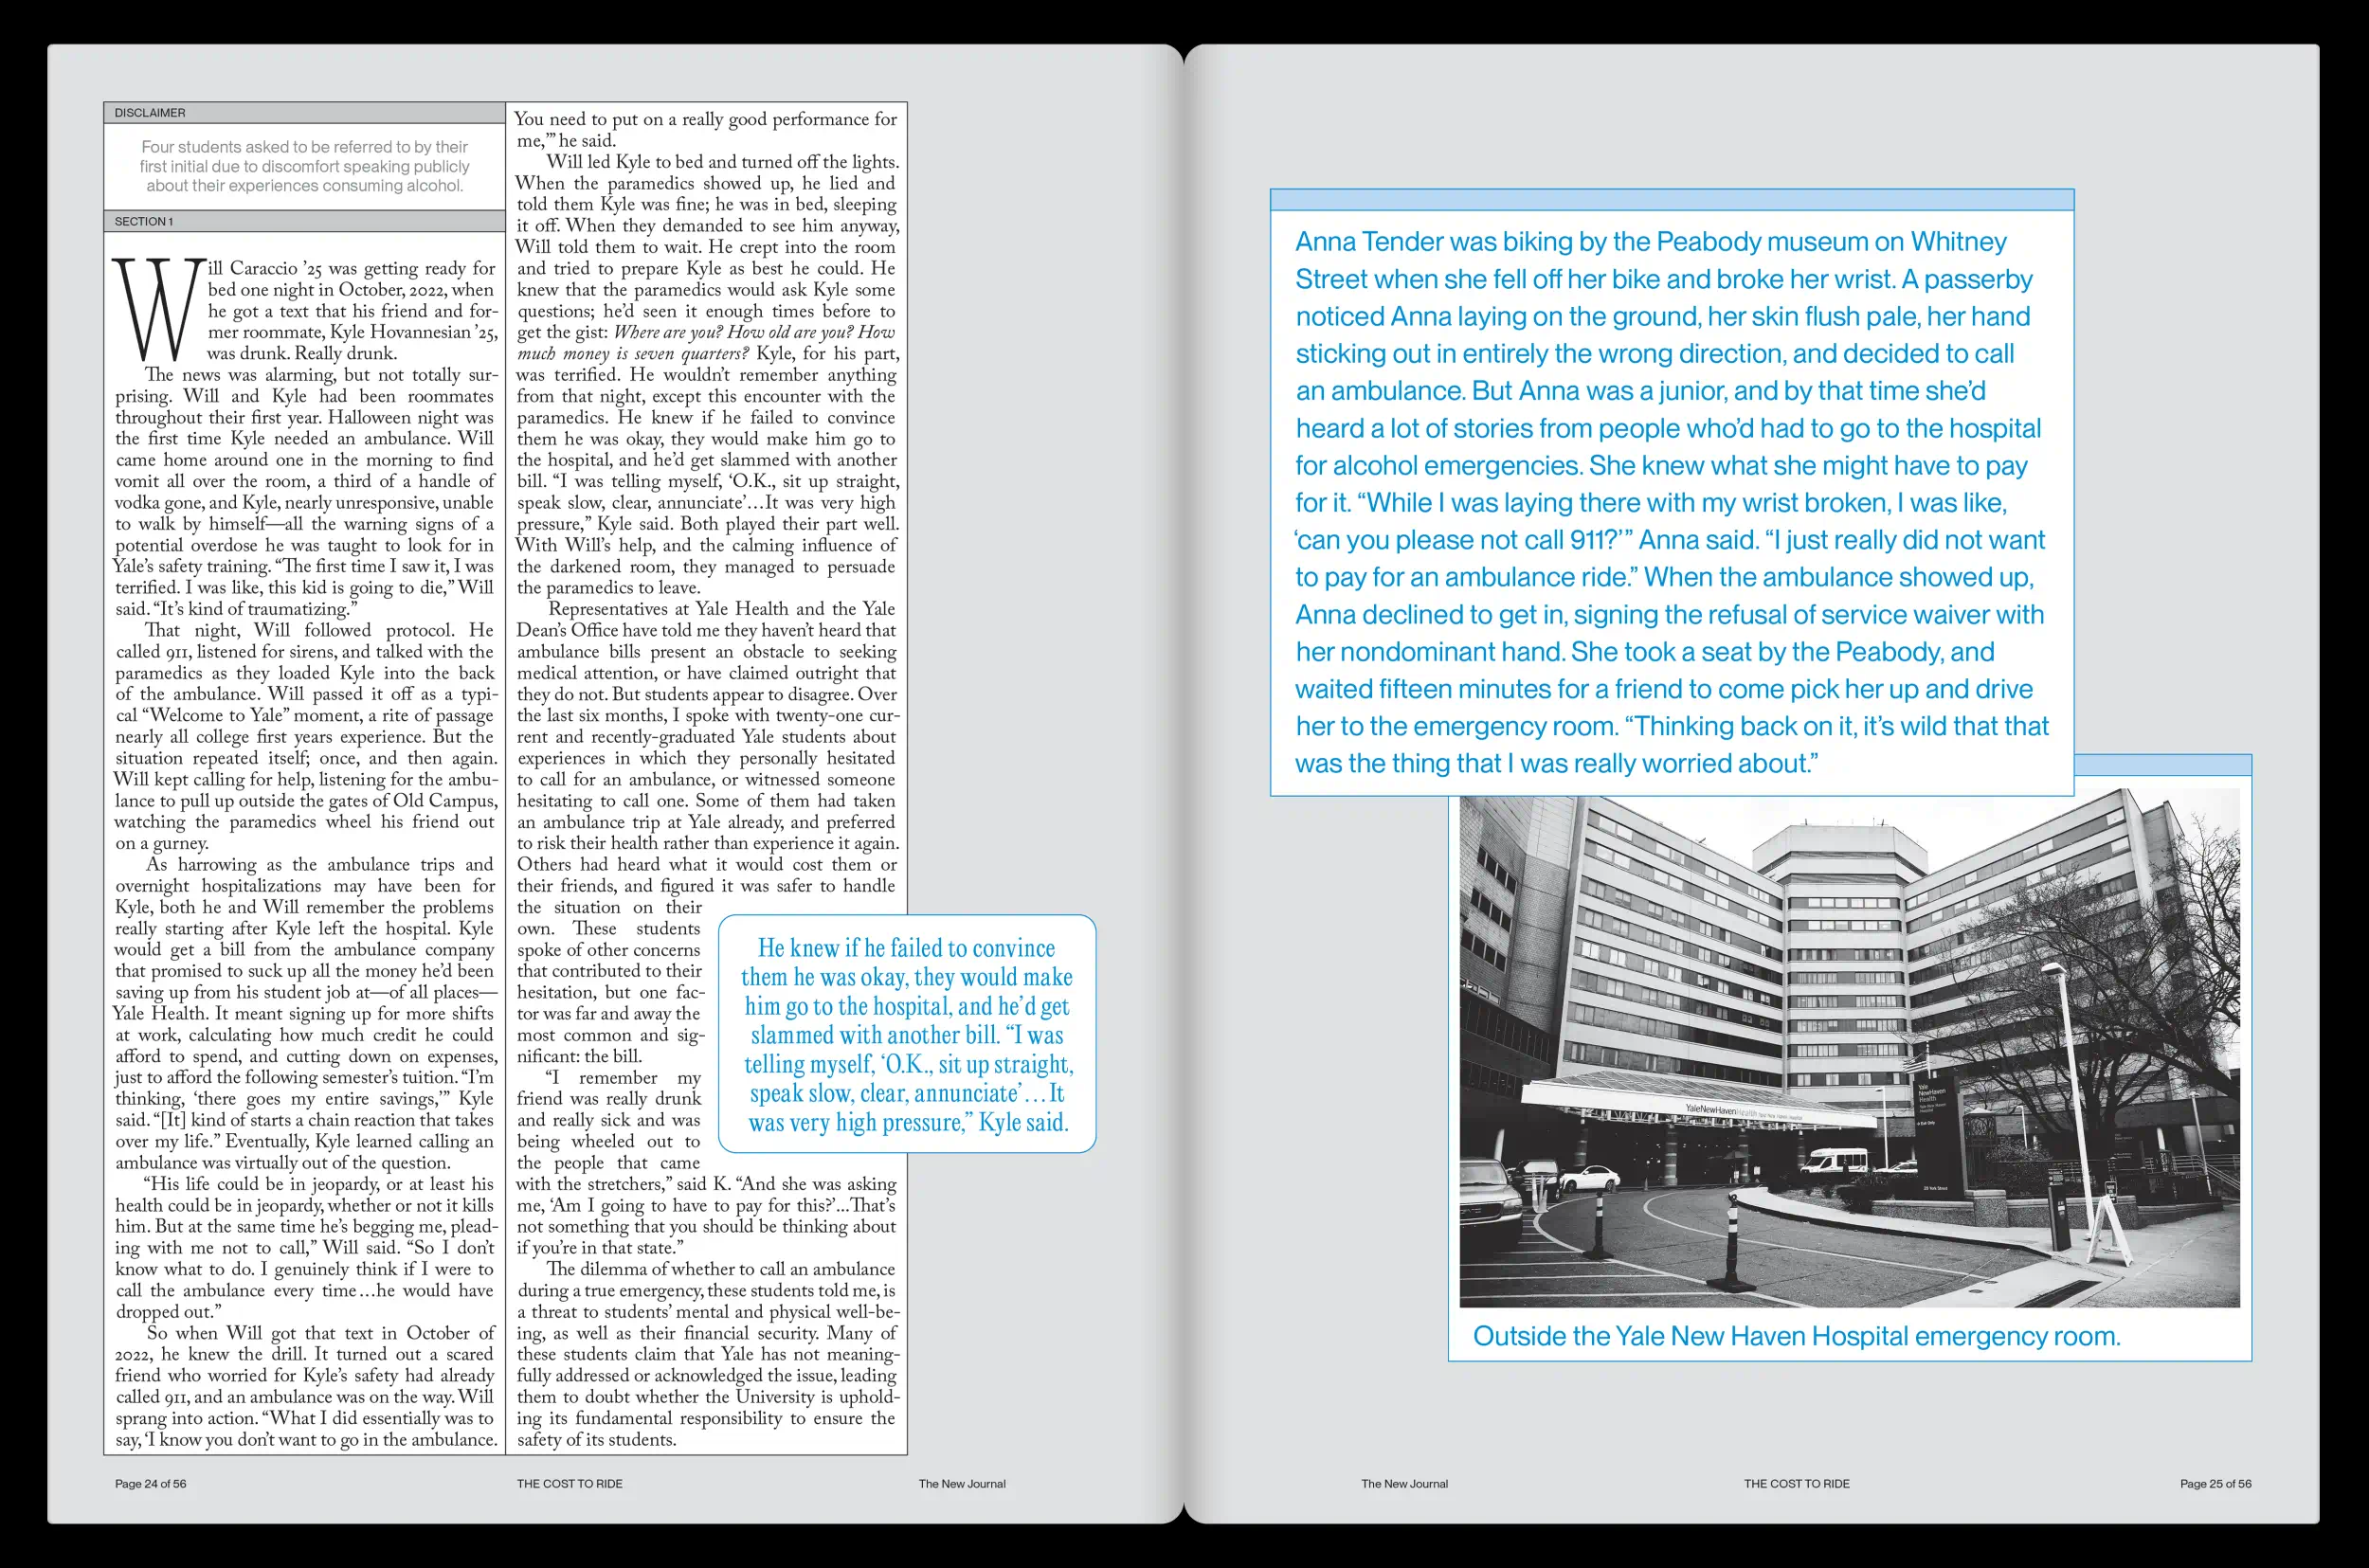 DISCLAIMER
Four students asked to be referred to by their
first initial due to discomfort speaking publicly
about their experiences consuming alcohol.
SECTION 1
Will Caraccio ’25 was getting ready for
bed one night in October, 2022, when
he got a text that his friend and for-
mer roommate, Kyle Hovannesian ’25,
was drunk. Really drunk.
The news was alarming, but not totally sur-
prising. Will and Kyle had been roommates
throughout their first year. Halloween night was
the first time Kyle needed an ambulance. Will
came home around one in the morning to find
vomit all over the room, a third of a handle of
vodka gone, and Kyle, nearly unresponsive, unable
to walk by himself—all the warning signs of a
potential overdose he was taught to look for in
Yale’s safety training. “The first time I saw it, I was
terrified. I was like, this kid is going to die,” Will
said. “It’s kind of traumatizing.”
That night, Will followed protocol. He
called 911, listened for sirens, and talked with the
paramedics as they loaded Kyle into the back
of the ambulance. Will passed it off as a typi-
cal “Welcome to Yale” moment, a rite of passage
nearly all college first years experience. But the
situation repeated itself; once, and then again.
Will kept calling for help, listening for the ambu-
lance to pull up outside the gates of Old Campus,
watching the paramedics wheel his friend out
on a gurney.
As harrowing as the ambulance trips and
overnight hospitalizations may have been for
Kyle, both he and Will remember the problems
really starting after Kyle left the hospital. Kyle
would get a bill from the ambulance company
that promised to suck up all the money he’d been
saving up from his student job at—of all places—
Yale Health. It meant signing up for more shifts
at work, calculating how much credit he could
afford to spend, and cutting down on expenses,
just to afford the following semester’s tuition. “I’m
thinking, ‘there goes my entire savings,’” Kyle
said. “[It] kind of starts a chain reaction that takes
over my life.” Eventually, Kyle learned calling an
ambulance was virtually out of the question.
“His life could be in jeopardy, or at least his
health could be in jeopardy, whether or not it kills
him. But at the same time he’s begging me, plead-
ing with me not to call,” Will said. “So I don’t
know what to do. I genuinely think if I were to
call the ambulance every time…he would have
dropped out.”
So when Will got that text in October of
2022, he knew the drill. It turned out a scared
friend who worried for Kyle’s safety had already
called 911, and an ambulance was on the way. Will
sprang into action. “What I did essentially was to
say, ‘I know you don’t want to go in the ambulance.
You need to put on a really good performance for
me,’” he said.
Will led Kyle to bed and turned off the lights.
When the paramedics showed up, he lied and
told them Kyle was fine; he was in bed, sleeping
it off. When they demanded to see him anyway,
Will told them to wait. He crept into the room
and tried to prepare Kyle as best he could. He
knew that the paramedics would ask Kyle some
questions; he’d seen it enough times before to
get the gist: Where are you? How old are you? How
much money is seven quarters? Kyle, for his part,
was terrified. He wouldn’t remember anything
from that night, except this encounter with the
paramedics. He knew if he failed to convince
them he was okay, they would make him go to
the hospital, and he’d get slammed with another
bill. “I was telling myself, ‘O.K., sit up straight,
speak slow, clear, annunciate’…It was very high
pressure,” Kyle said. Both played their part well.
With Will’s help, and the calming influence of
the darkened room, they managed to persuade
the paramedics to leave.
Representatives at Yale Health and the Yale
Dean’s Office have told me they haven’t heard that
ambulance bills present an obstacle to seeking
medical attention, or have claimed outright that
they do not. But students appear to disagree. Over
the last six months, I spoke with twenty-one cur-
rent and recently-graduated Yale students about
experiences in which they personally hesitated
to call for an ambulance, or witnessed someone
hesitating to call one. Some of them had taken
an ambulance trip at Yale already, and preferred
to risk their health rather than experience it again.
Others had heard what it would cost them or
their friends, and figured it was safer to handle
the situation on their
own. These students
spoke of other concerns
that contributed to their
hesitation, but one fac-
tor was far and away the
most common and sig-
nificant: the bill.
“I remember my
friend was really drunk
and really sick and was
being wheeled out to
the people that came
with the stretchers,” said K. “And she was asking
me, ‘Am I going to have to pay for this?’...That’s
not something that you should be thinking about
if you’re in that state.”
The dilemma of whether to call an ambulance
during a true emergency, these students told me, is
a threat to students’ mental and physical well-be-
ing, as well as their financial security. Many of
these students claim that Yale has not meaning-
fully addressed or acknowledged the issue, leading
them to doubt whether the University is uphold-
ing its fundamental responsibility to ensure the
safety of its students.
He knew if he failed to convince
them he was okay, they would make
him go to the hospital, and he’d get
slammed with another bill. “I was
telling myself, ‘O.K., sit up straight,
speak slow, clear, annunciate’…It
was very high pressure,” Kyle said.
Page 24 of 56
THE COST TO RIDE
The New Journal
Anna Tender was biking by the Peabody museum on Whitney
Street when she fell off her bike and broke her wrist. A passerby
noticed Anna laying on the ground, her skin flush pale, her hand
sticking out in entirely the wrong direction, and decided to call
an ambulance. But Anna was a junior, and by that time she’d
heard a lot of stories from people who’d had to go to the hospital
for alcohol emergencies. She knew what she might have to pay
for it. “While I was laying there with my wrist broken, I was like,
‘can you please not call 911?’” Anna said. “I just really did not want
to pay for an ambulance ride.” When the ambulance showed up,
Anna declined to get in, signing the refusal of service waiver with
her nondominant hand. She took a seat by the Peabody, and
waited fifteen minutes for a friend to come pick her up and drive
her to the emergency room. “Thinking back on it, it’s wild that that
was the thing that I was really worried about.”
YaleNewHavenHealth
Yale
NewHaven
Health
Outside the Yale New Haven Hospital emergency room.
The New Journal
THE COST TO RIDE
Page 25 of 56